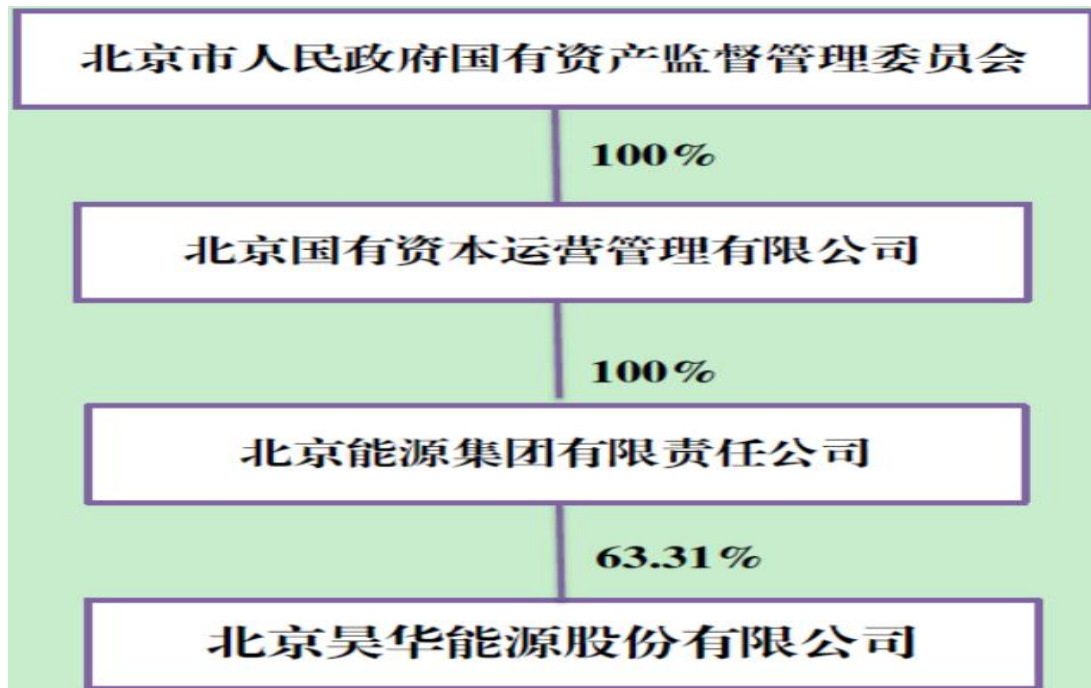 北京市人民政府国有资产监督管理委员会
100%
北京国有资本运营管理有限公司
100%
北京能源集团有限责任公司
63.31%
北京昊华能源股份有限公司